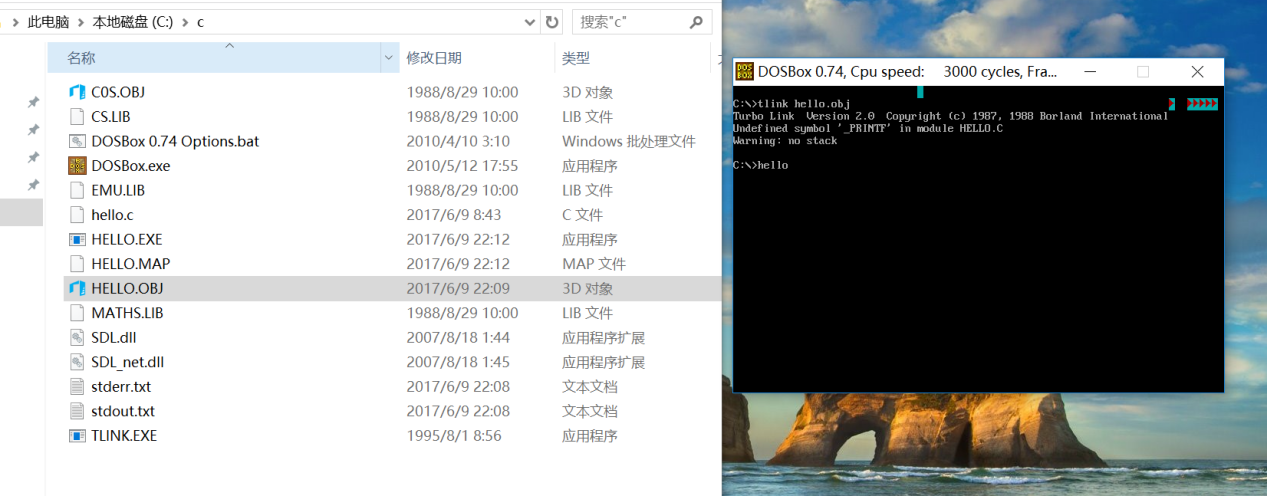 此电脑 > 本地磁盘 (C:) > c
搜索"c"
名称 修改日期 类型
C0S.OBJ 1988/8/29 10:00 3D 对象
CS.LIB 1988/8/29 10:00 LIB 文件
DOSBox 0.74 Options.bat 2010/4/10 3:10 Windows 批处理文件
DOSBox.exe 2010/5/12 17:55 应用程序
EMU.LIB 1988/8/29 10:00 LIB 文件
hello.c 2017/6/9 8:43 C 文件
HELLO.EXE 2017/6/9 22:12 应用程序
HELLO.MAP 2017/6/9 22:12 MAP 文件
HELLO.OBJ 2017/6/9 22:09 3D 对象
MATHS.LIB 1988/8/29 10:00 LIB 文件
SDL.dll 2007/8/18 1:44 应用程序扩展
SDL_net.dll 2007/8/18 1:45 应用程序扩展
stderr.txt 2017/6/9 22:08 文本文档
stdout.txt 2017/6/9 22:08 文本文档
TLINK.EXE 1995/8/1 8:56 应用程序
DOS BOX
DOSBox 0.74, Cpu speed: 3000 cycles, Fra...
C:\>tlink hello.obj
Turbo Link Version 2.0 Copyright (c) 1987, 1988 Borland International
Undefined symbol '_PRINTF' in module HELLO.C
Warning: no stack
C:\>hello